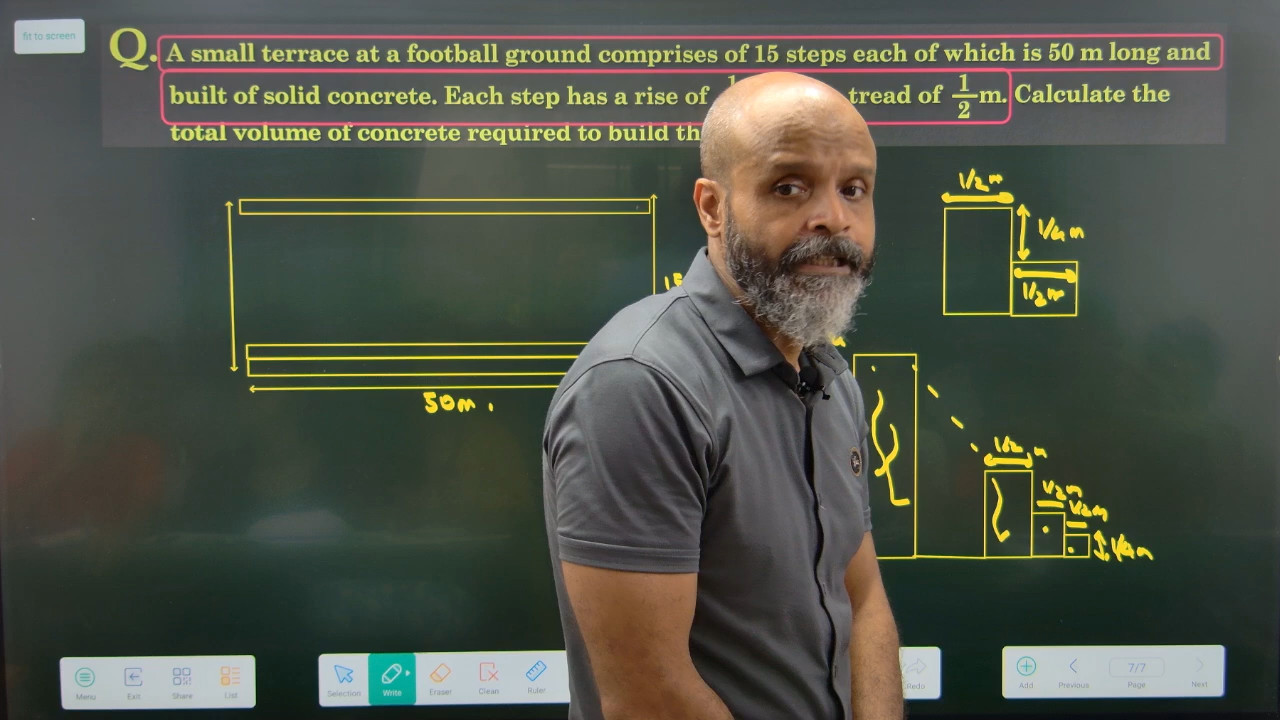 fit to screen
Q. A small terrace at a football ground comprises of 15 steps each of which is 50 m long and
built of solid concrete. Each step has a rise of tread of 1/2 m. Calculate the
total volume of concrete required to build
1/2 m
1/4 m
1/2 m
50m.
1/2 m
1/2 m
1/4 m
Menu Exit Share List Selection Write Eraser Clean Ruler Redo Add Previous 7/7 Page Next